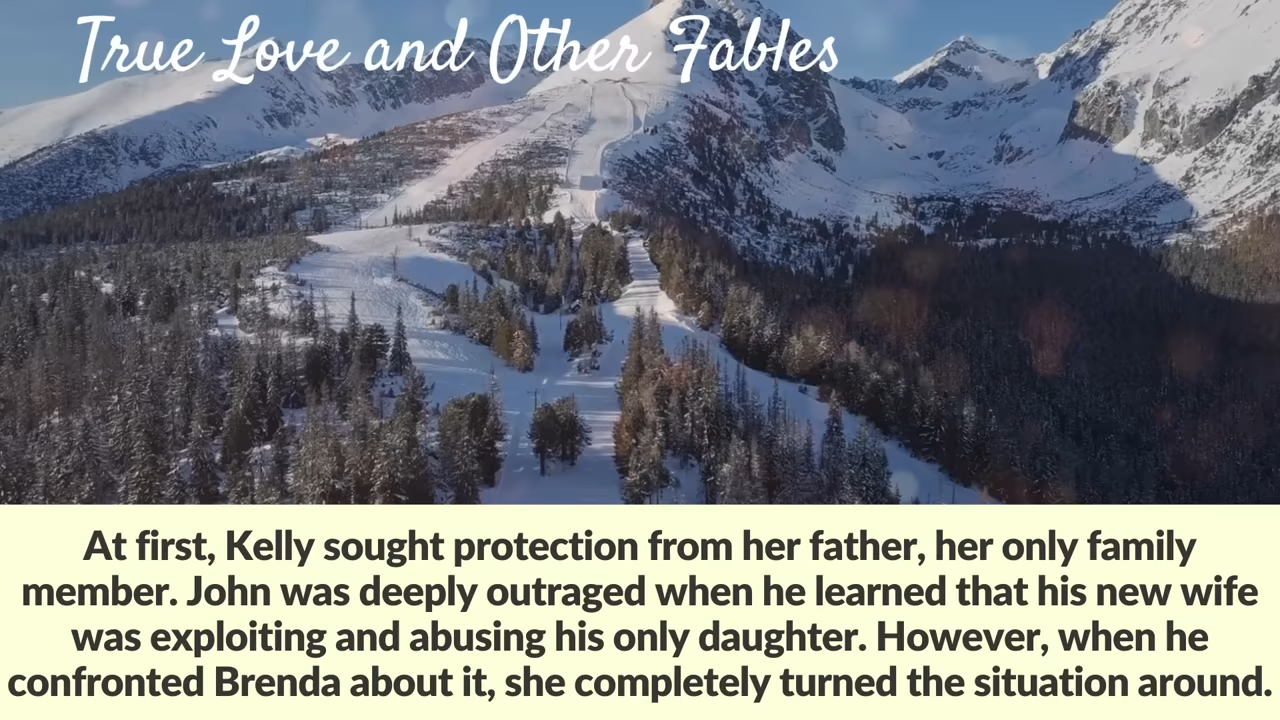 True Love and Other Fables
At first, Kelly sought protection from her father, her only family
member. John was deeply outraged when he learned that his new wife
was exploiting and abusing his only daughter. However, when he
confronted Brenda about it, she completely turned the situation around.